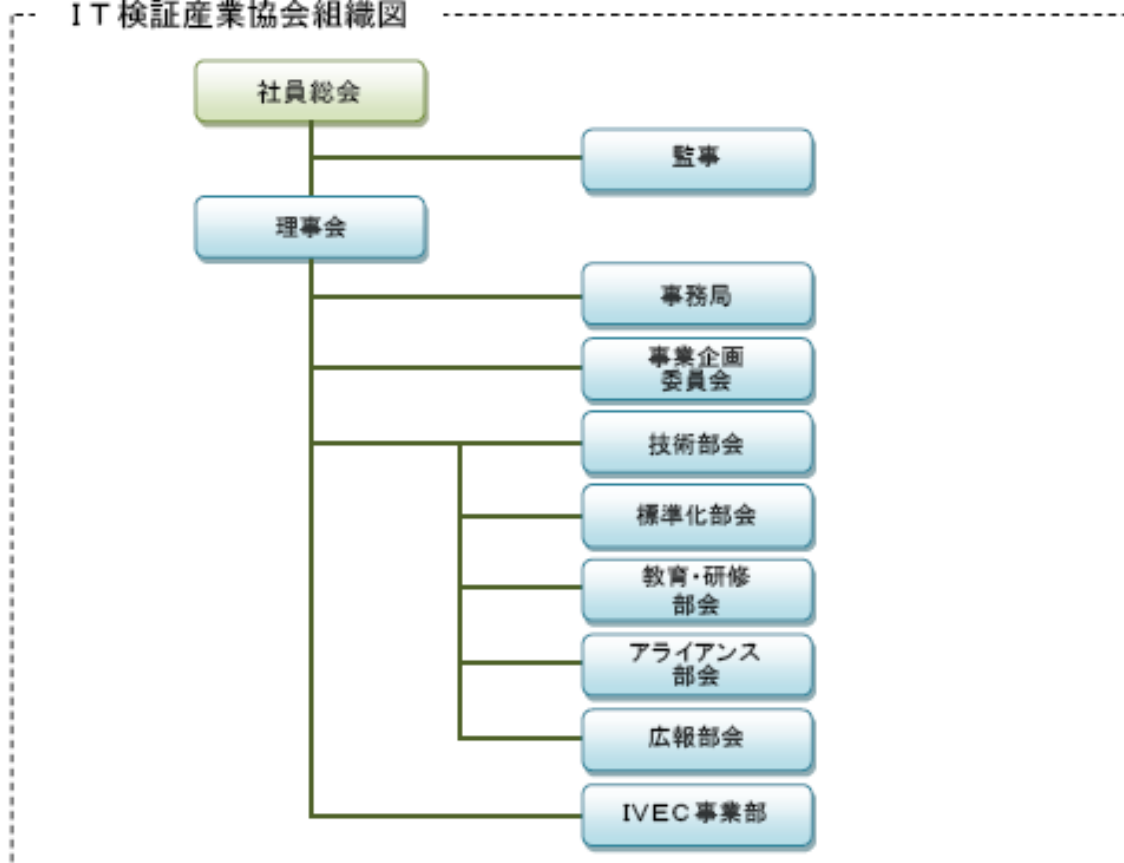 IT検証産業協会組織図
社員総会
監事
理事会
事務局
事業企画
委員会
技術部会
標準化部会
教育・研修
部会
アライアンス
部会
広報部会
IVEC事業部